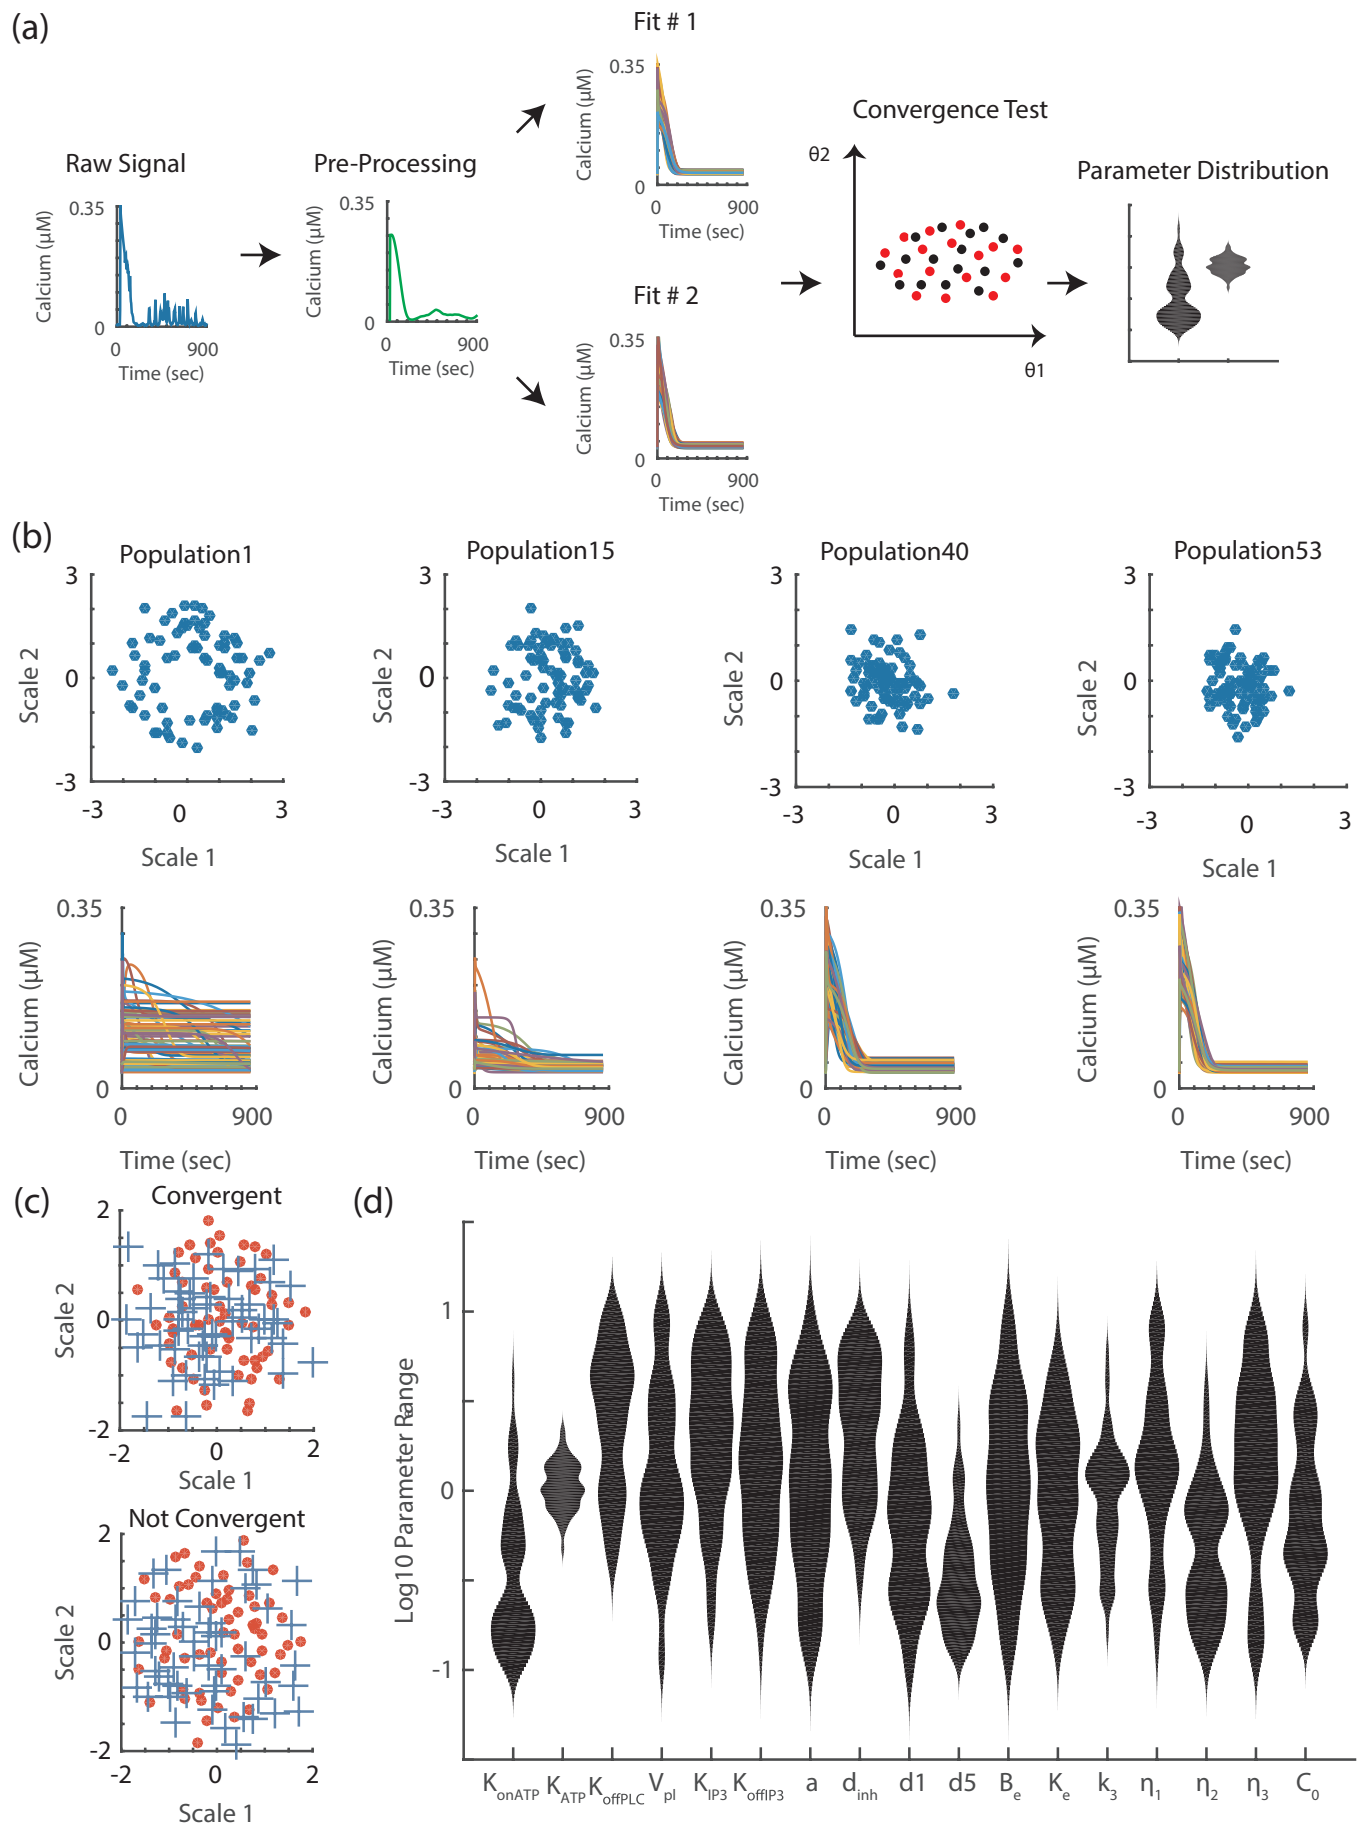 (a)
Raw Signal
0.35
Calcium (µM)
0
0 900
Time (sec)
Pre-Processing
0.35
Calcium (µM)
0
0 900
Time (sec)
Fit # 1
0.35
Calcium (µM)
0
0 900
Time (sec)
Fit # 2
0.35
Calcium (µM)
0
0 900
Time (sec)
Convergence Test
θ2
θ1
Parameter Distribution
(b)
Population1
3
Scale 2
0
-3
-3 0 3
Scale 1
Population15
3
Scale 2
0
-3
-3 0 3
Scale 1
Population40
3
Scale 2
0
-3
-3 0 3
Scale 1
Population53
3
Scale 2
0
-3
-3 0 3
Scale 1
0.35
Calcium (µM)
0
0 900
Time (sec)
0.35
Calcium (µM)
0
0 900
Time (sec)
0.35
Calcium (µM)
0
0 900
Time (sec)
0.35
Calcium (µM)
0
0 900
Time (sec)
(c)
Convergent
2
Scale 2
0
-2
-2 0 2
Scale 1
Not Convergent
2
Scale 2
0
-2
-2 0 2
Scale 1
(d)
Log10 Parameter Range
1
0
-1
KonATP KATP KoffPLC Vpl KIP3 KoffIP3 a dinh d1 d5 Be Ke k3 η1 η2 η3 C0